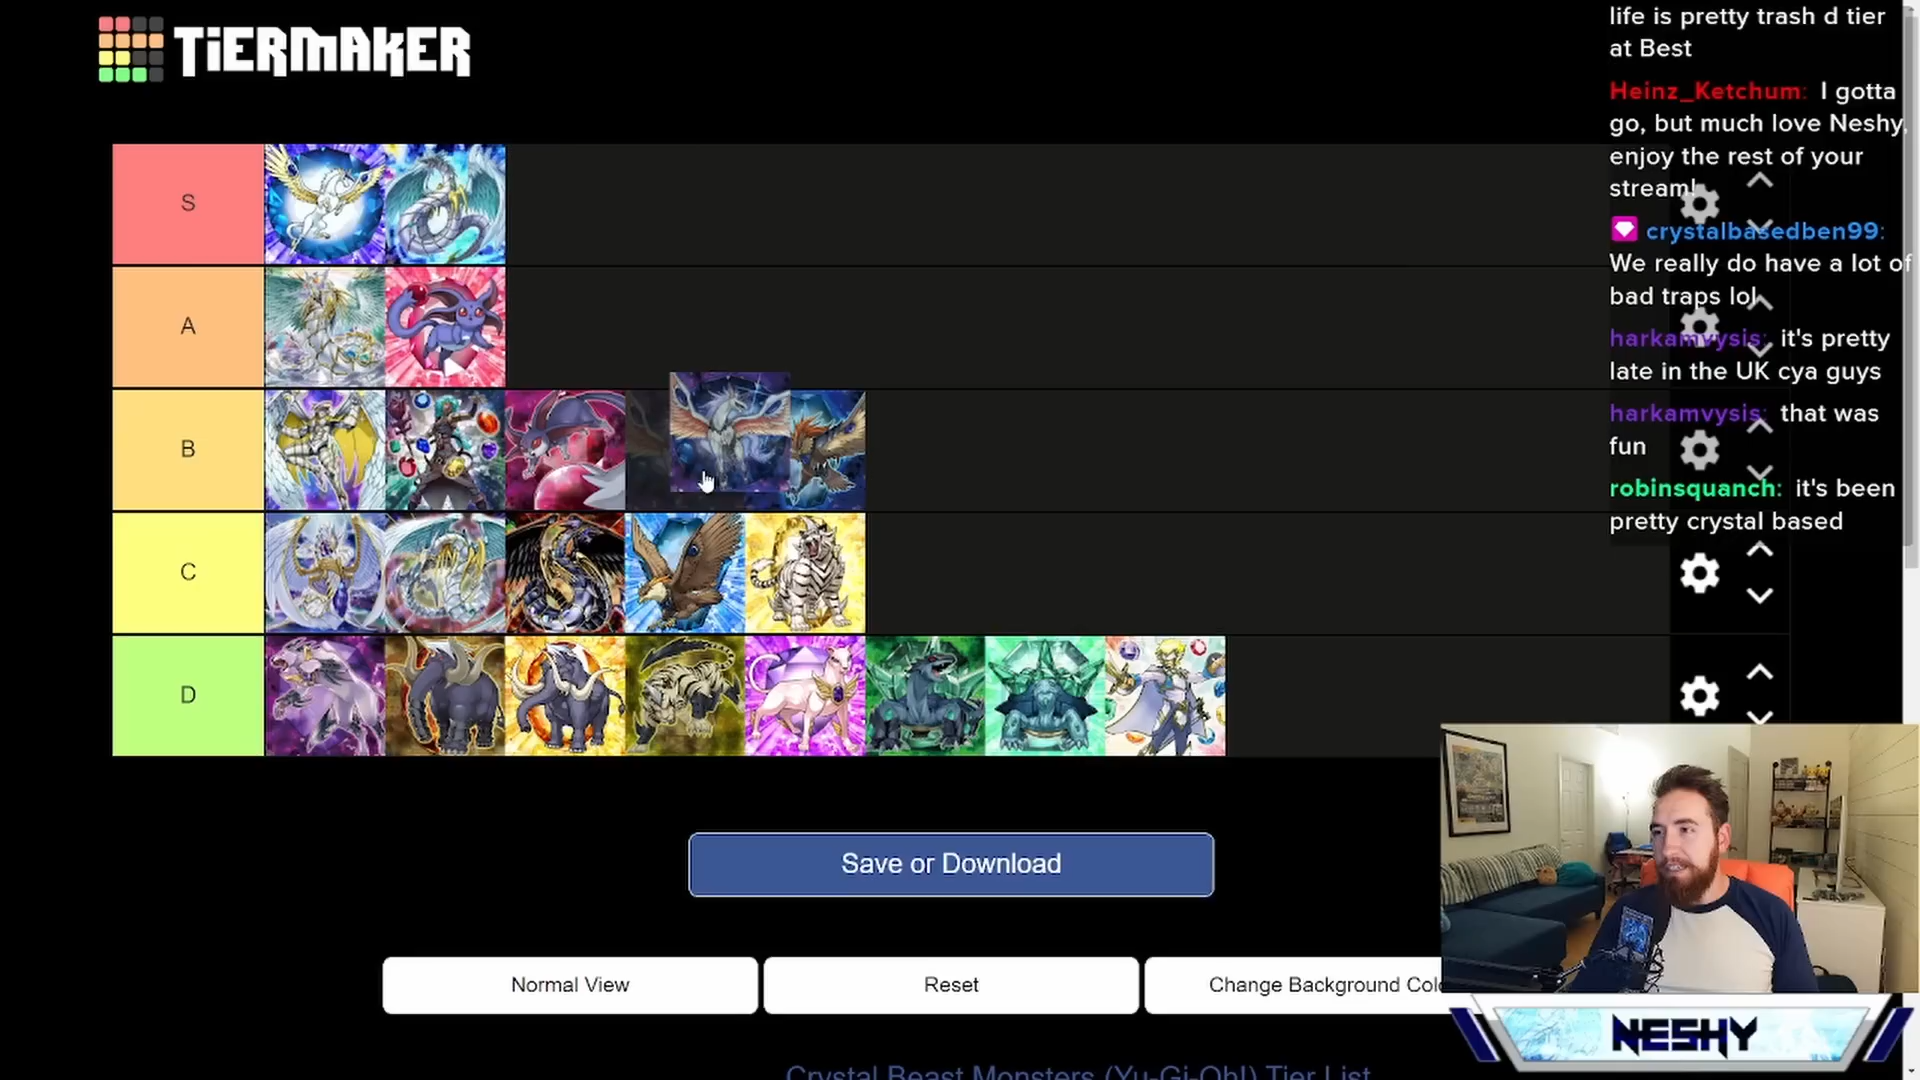 TiERMAKER
life is pretty trash d tier
at Best
Heinz_Ketchum: I gotta
go, but much love Neshy,
enjoy the rest of your
stream!
crystalbasedben99:
We really do have a lot of
bad traps lol
harkamvysis: it's pretty
late in the UK cya guys
harkamvysis: that was
fun
robinsquanch: it's been
pretty crystal based
S
A
B
C
D
Save or Download
Normal View
Reset
Change Background Colo
NESHY
Crystal Beast Monsters (Yu-Gi-Oh!) Tier List